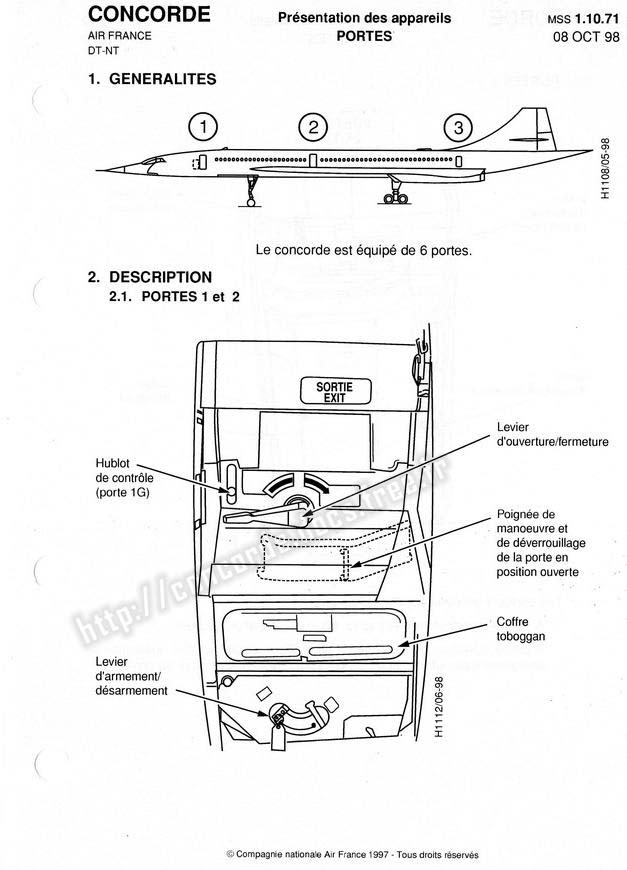 CONCORDE
AIR FRANCE
DT-NT
Présentation des appareils
PORTES
MSS 1.10.71
08 OCT 98
1. GENERALITES
1
2
3
H1108/05-98
Le concorde est équipé de 6 portes.
2. DESCRIPTION
2.1. PORTES 1 et 2
SORTIE
EXIT
Levier
d'ouverture/fermeture
Hublot
de contrôle
(porte 1G)
Poignée de
manoeuvre et
de déverrouillage
de la porte en
position ouverte
Coffre
toboggan
Levier
d'armement/
désarmement
H1112/06-98
© Compagnie nationale Air France 1997 - Tous droits réservés